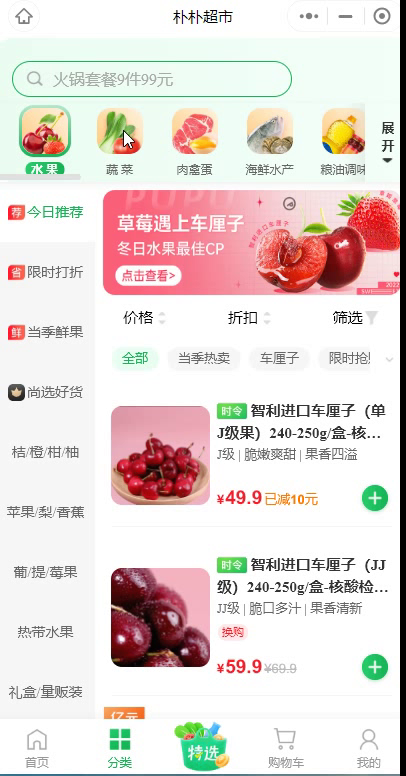 朴朴超市
火锅套餐9件99元
水果
蔬菜
肉禽蛋
海鲜水产
粮油调味
展开
荐 今日推荐
省 限时打折
鲜 当季鲜果
尚选好货
桔/橙/柑/柚
苹果/梨/香蕉
葡/提/莓果
热带水果
礼盒/量贩装
草莓遇上车厘子
冬日水果最佳CP
点击查看>
价格
折扣
筛选
全部
当季热卖
车厘子
限时抢
时令 智利进口车厘子（单
J级果）240-250g/盒-核…
J级 | 脆嫩爽甜 | 果香四溢
¥49.9 已减10元
时令 智利进口车厘子（JJ
级）240-250g/盒-核酸检…
JJ级 | 脆口多汁 | 果香清新
换购
¥59.9 ¥69.9
亿元
首页
分类
特选
购物车
我的